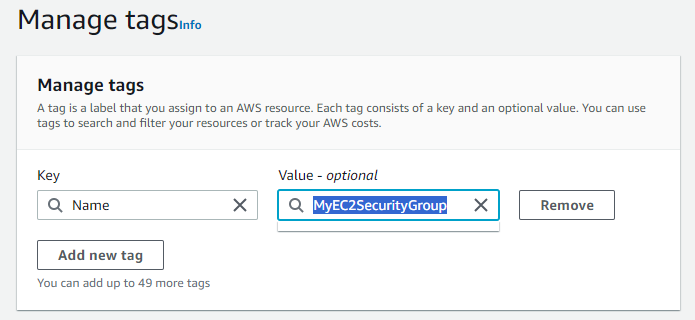 Manage tags Info
Manage tags
A tag is a label that you assign to an AWS resource. Each tag consists of a key and an optional value. You can use
tags to search and filter your resources or track your AWS costs.
Key
Value - optional
Name
MyEC2SecurityGroup
Remove
Add new tag
You can add up to 49 more tags